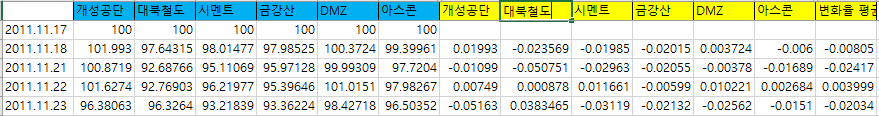 개성공단 대북철도 시멘트 금강산 DMZ 아스콘 개성공단 대북철도 시멘트 금강산 DMZ 아스콘 변화율 평균
2011.11.17 100 100 100 100 100 100
2011.11.18 101.993 97.64315 98.01477 97.98525 100.3724 99.39961 0.01993 -0.023569 -0.01985 -0.02015 0.003724 -0.006 -0.00805
2011.11.21 100.8719 92.68766 95.11069 95.97128 99.99309 97.7204 -0.01099 -0.050751 -0.02963 -0.02055 -0.00378 -0.01689 -0.02417
2011.11.22 101.6274 92.76903 96.21977 95.39646 101.0151 97.98267 0.00749 0.000878 0.011661 -0.00599 0.010221 0.002684 0.003999
2011.11.23 96.38063 96.3264 93.21839 93.36224 98.42718 96.50352 -0.05163 0.0383465 -0.03119 -0.02132 -0.02562 -0.0151 -0.02034